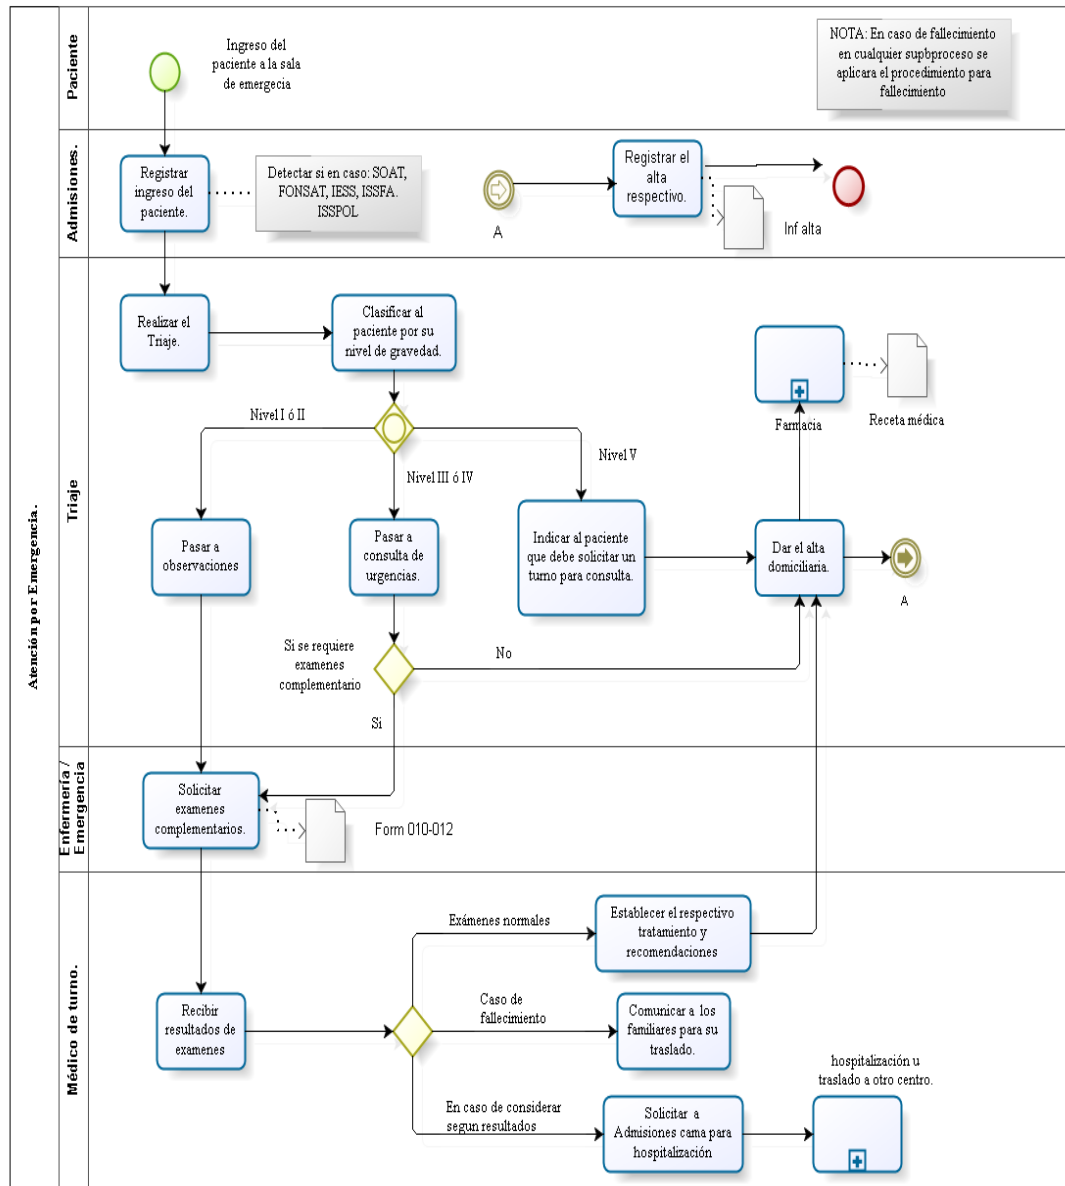 Atención por Emergencia.
Paciente
Ingreso del
paciente a la sala
de emergecia
NOTA: En caso de fallecimiento
en cualquier supbproceso se
aplicara el procedimiento para
fallecimiento
Admisiones.
Registrar
ingreso del
paciente.
Detectar si en caso: SOAT,
FONSAT, IESS, ISSFA.
ISSPOL
A
Registrar el
alta
respectivo.
Inf alta
Triaje
Realizar el
Triaje.
Clasificar al
paciente por su
nivel de gravedad.
Nivel I ó II
Nivel III ó IV
Nivel V
Farmacia
Receta médica
Pasar a
observaciones
Pasar a
consulta de
urgencias.
Indicar al paciente
que debe solicitar un
turno para consulta.
Dar el alta
domiciliaria.
A
Si se requiere
examenes
complementario
No
Si
Enfermería /
Emergencia
Solicitar
examenes
complementarios.
Form 010-012
Médico de turno.
Exámenes normales
Establecer el respectivo
tratamiento y
recomendaciones
Recibir
resultados de
examenes
Caso de
fallecimiento
Comunicar a los
familiares para su
traslado.
En caso de considerar
segun resultados
Solicitar a
Admisiones cama para
hospitalización
hospitalización u
traslado a otro centro.